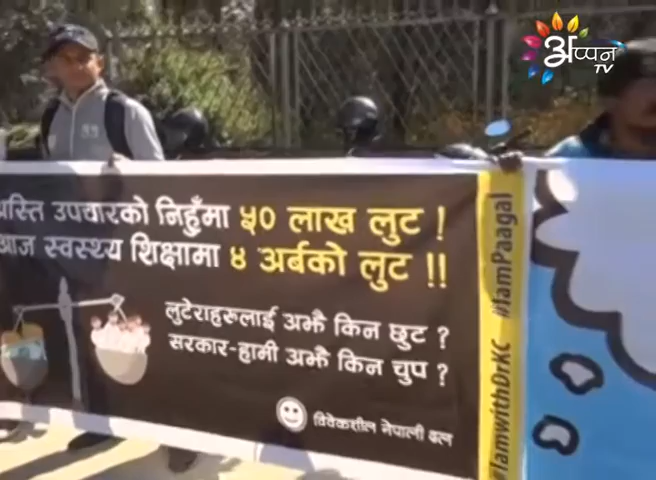 अप्पन
TV
अस्ति उपचारको निहुँमा ५० लाख लुट !
आज स्वस्थ्य शिक्षामा ४ अर्बको लुट !!
लुटेराहरुलाई अझै किन छुट ?
सरकार-हामी अझै किन चुप ?
विवेकशील नेपाली दल
#IamwithDrKC #IamPaagal